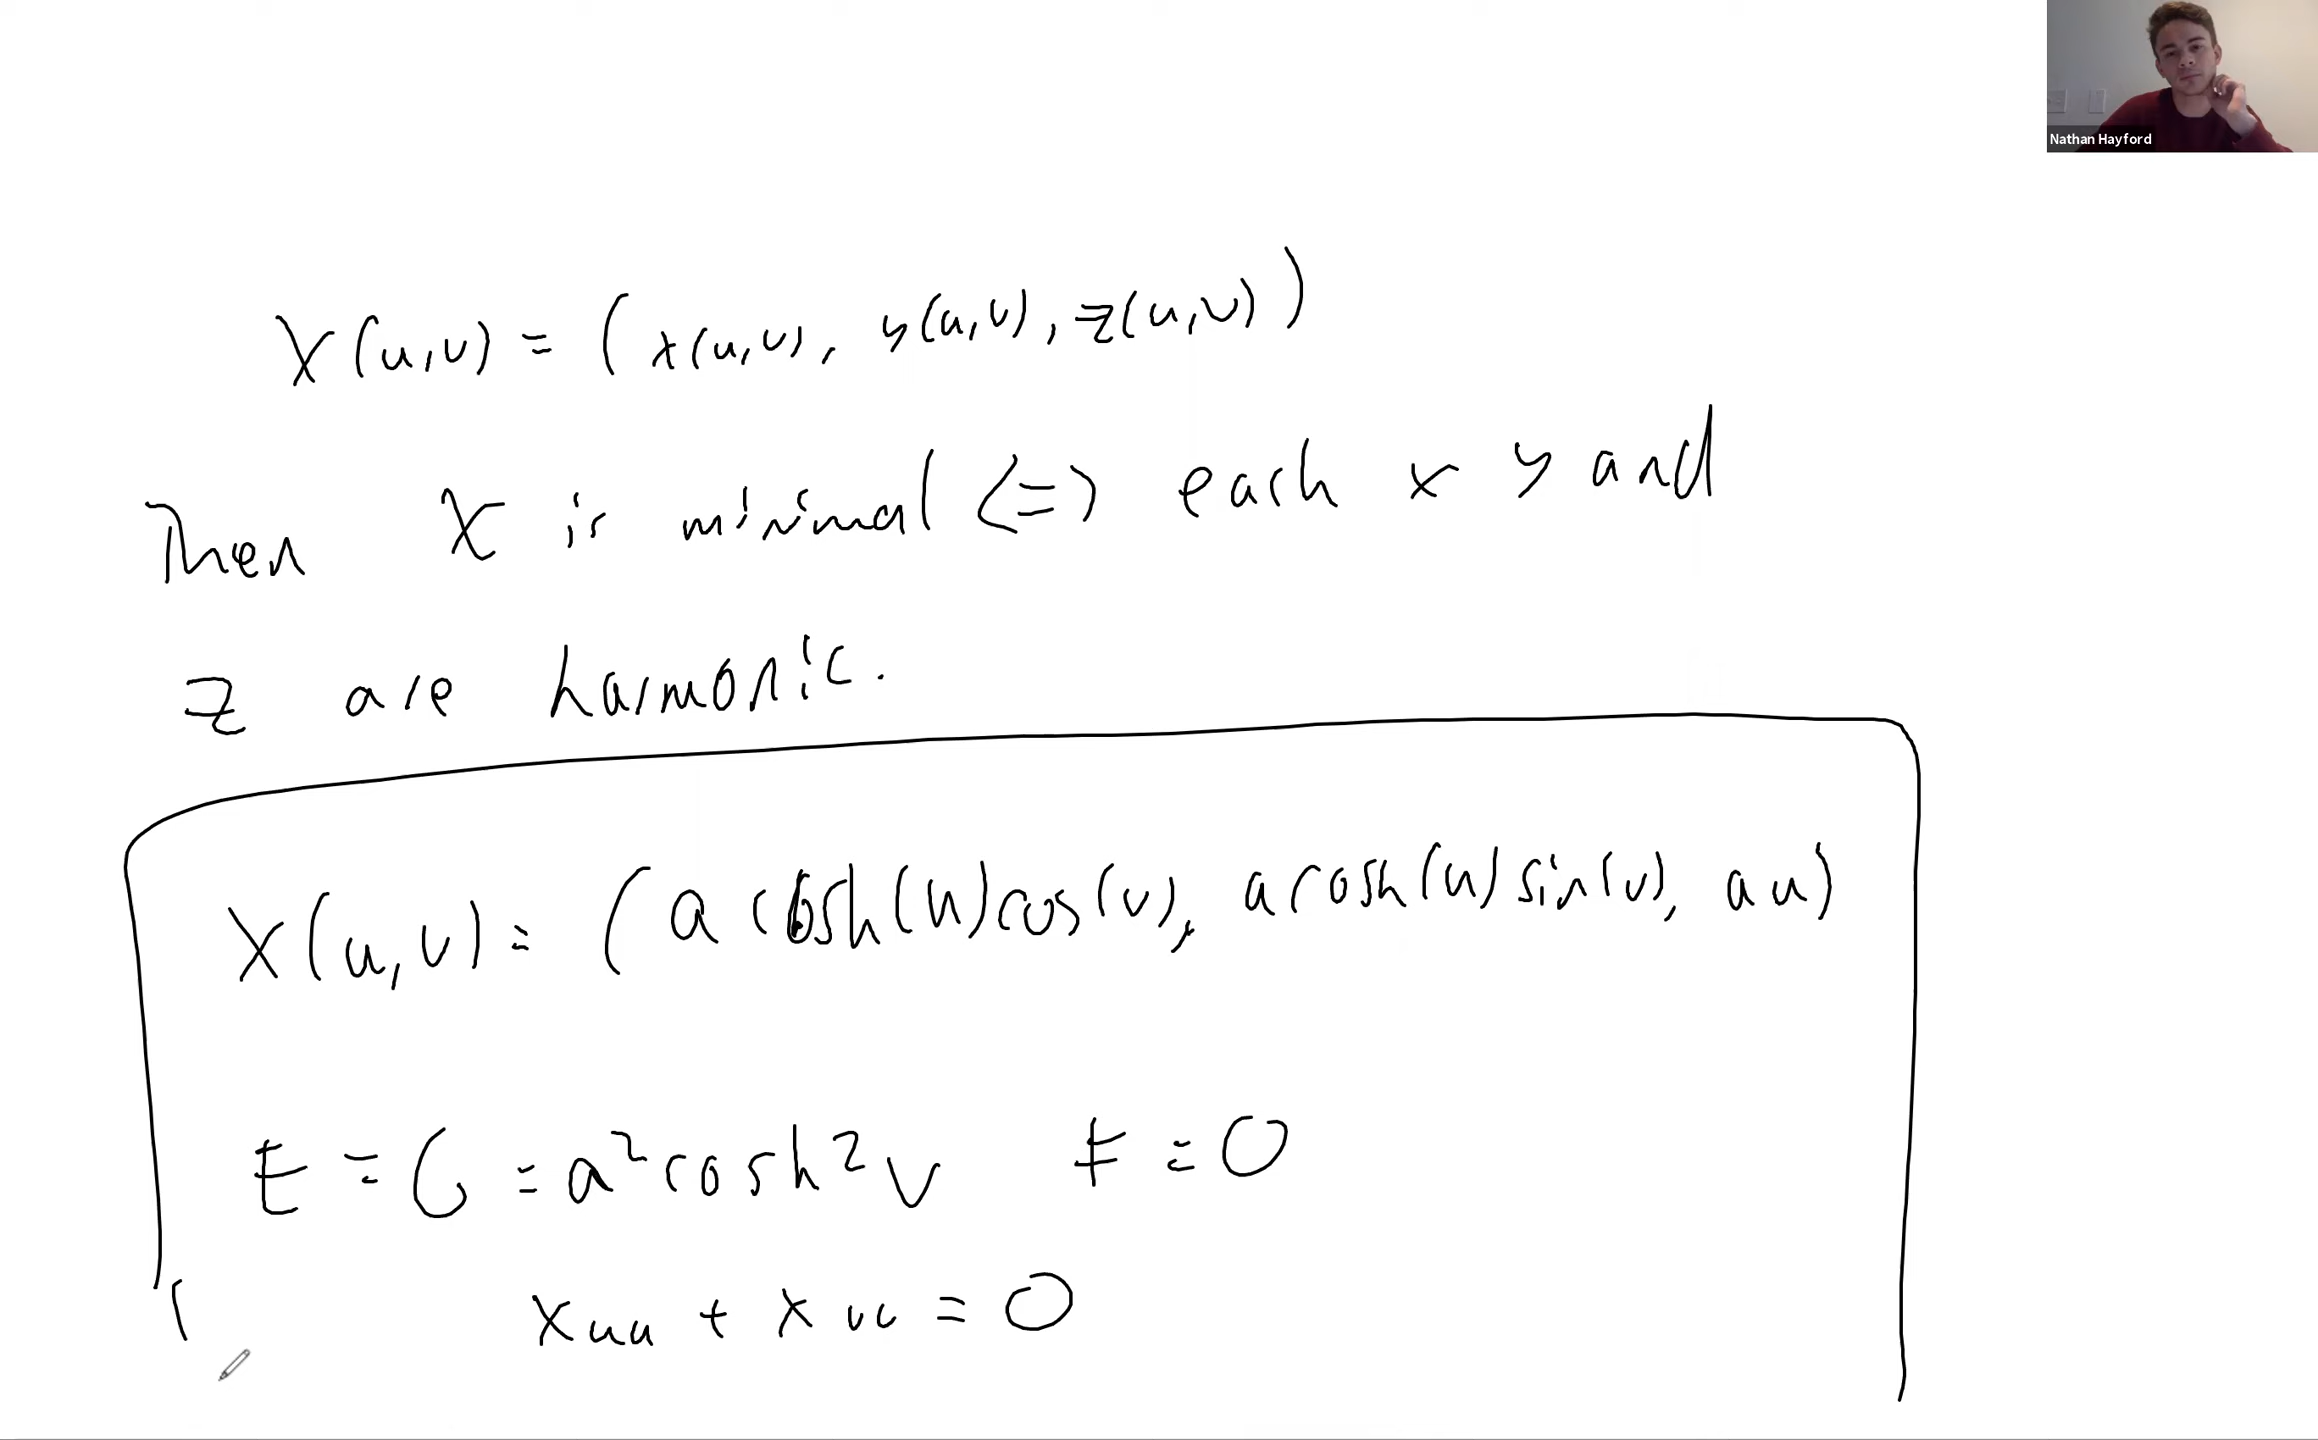 Nathan Hayford
X(u,v) = (x(u,v), y(u,v), z(u,v))
Then X is minimal <=> each x y and
z are harmonic.
X(u,v) = (a cosh(u)cos(v), a cosh(u) sin(v), au)
E = G = a²cosh²v F = 0
Xuu + Xvv = 0